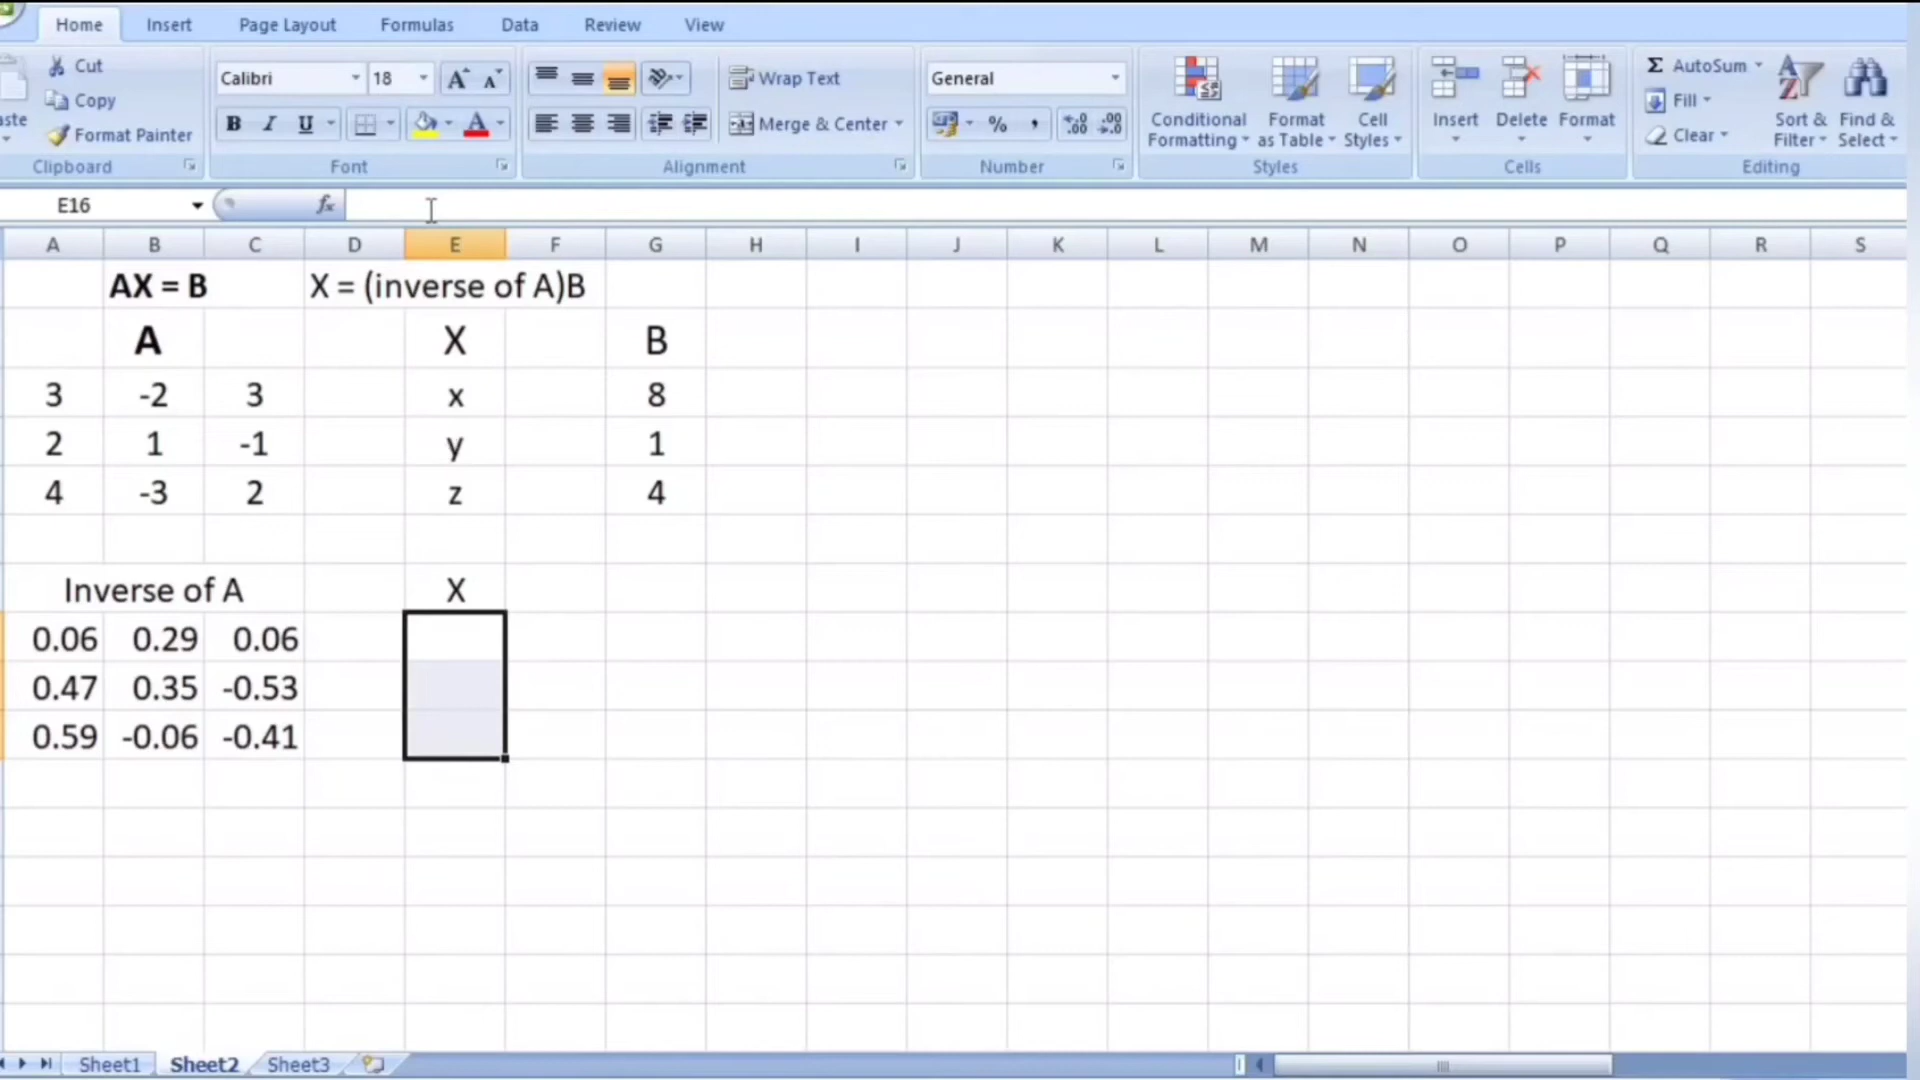 Home Insert Page Layout Formulas Data Review View
Cut
Copy
Format Painter
Clipboard
Calibri 18
B I U A
Font
Wrap Text
Merge & Center
Alignment
General
% ,
Number
Conditional Formatting
Format as Table
Cell Styles
Styles
Insert Delete Format
Cells
Σ AutoSum
Fill
Clear
Sort & Filter
Find & Select
Editing
E16 fx
A B C D E F G H I J K L M N O P Q R S
AX = B X = (inverse of A)B
A X B
3 -2 3 x 8
2 1 -1 y 1
4 -3 2 z 4
Inverse of A X
0.06 0.29 0.06
0.47 0.35 -0.53
0.59 -0.06 -0.41
Sheet1 Sheet2 Sheet3